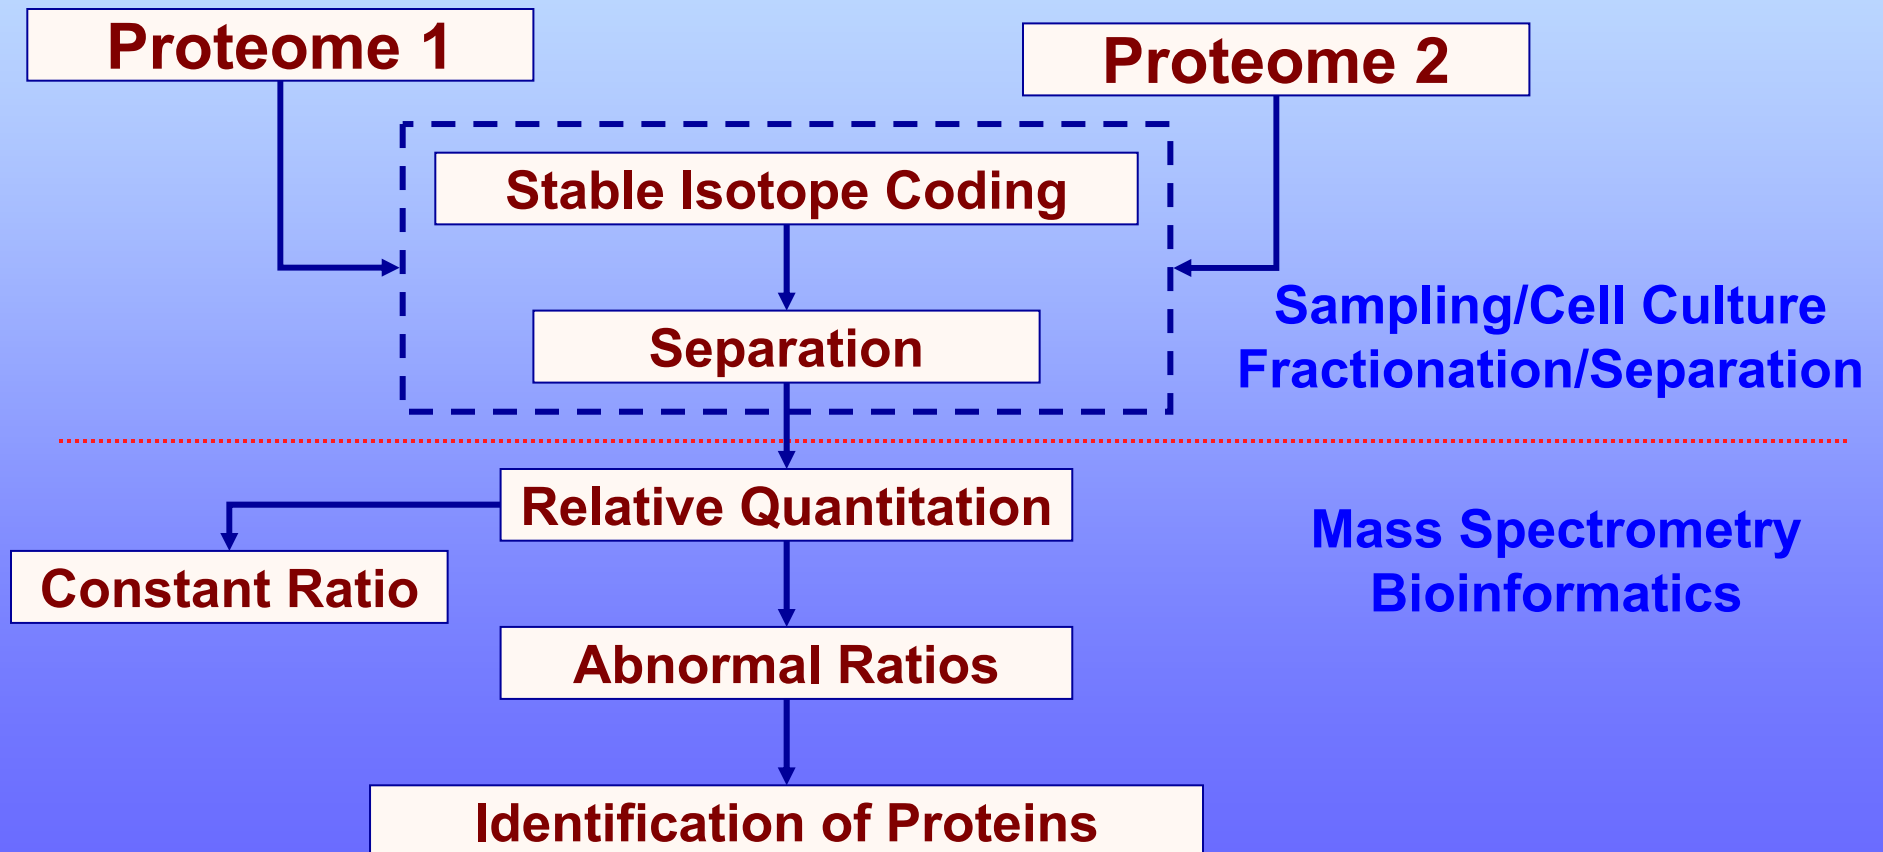 Proteome 1
Proteome 2
Stable Isotope Coding
Separation
Sampling/Cell Culture
Fractionation/Separation
Relative Quantitation
Constant Ratio
Mass Spectrometry
Bioinformatics
Abnormal Ratios
Identification of Proteins